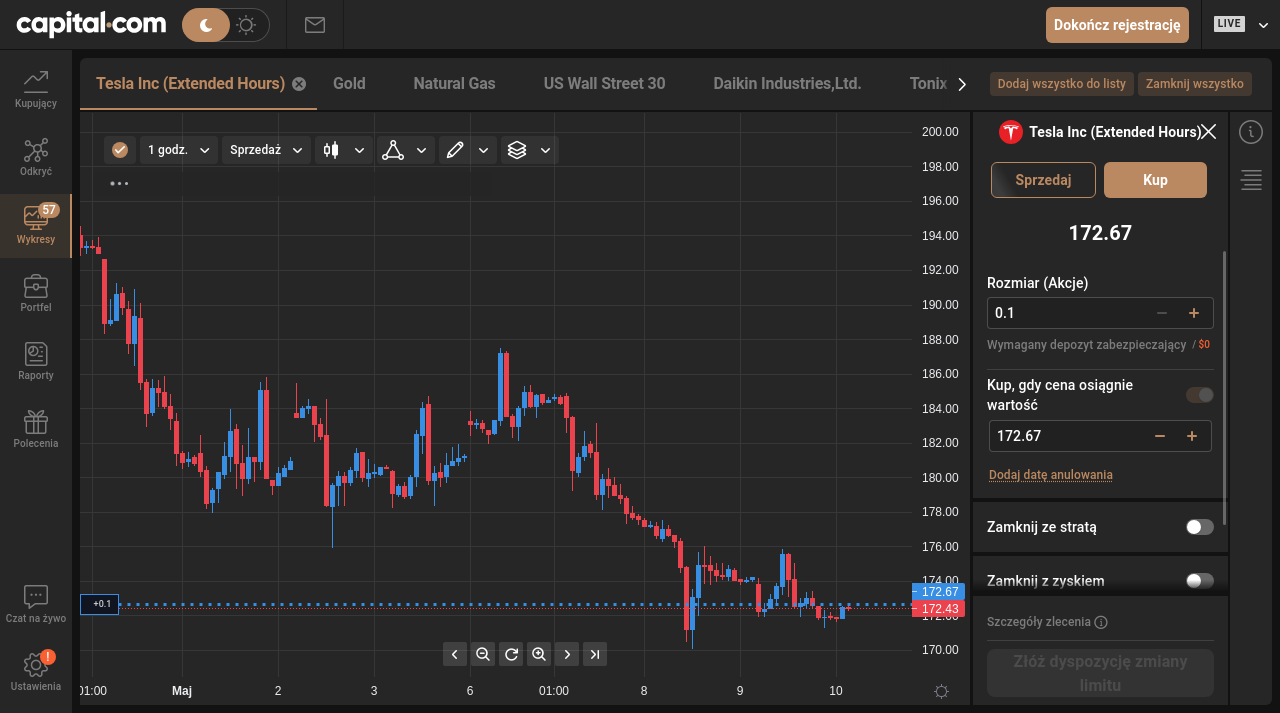 capital.com
Dokończ rejestrację
LIVE
Kupujący
Odkryć
57
Wykresy
Portfel
Raporty
Polecenia
Czat na żywo
!
Ustawienia
Tesla Inc (Extended Hours)
Gold
Natural Gas
US Wall Street 30
Daikin Industries,Ltd.
Tonix
Dodaj wszystko do listy
Zamknij wszystko
1 godz.
Sprzedaż
200.00
198.00
196.00
194.00
192.00
190.00
188.00
186.00
184.00
182.00
180.00
178.00
176.00
174.00
172.67
172.43
172.00
170.00
+0.1
01:00
Maj
2
3
6
01:00
8
9
10
Tesla Inc (Extended Hours)
Sprzedaj
Kup
172.67
Rozmiar (Akcje)
0.1
Wymagany depozyt zabezpieczający / $0
Kup, gdy cena osiągnie
wartość
172.67
Dodaj datę anulowania
Zamknij ze stratą
Zamknij z zyskiem
Szczegóły zlecenia
Złóż dyspozycję zmiany
limitu